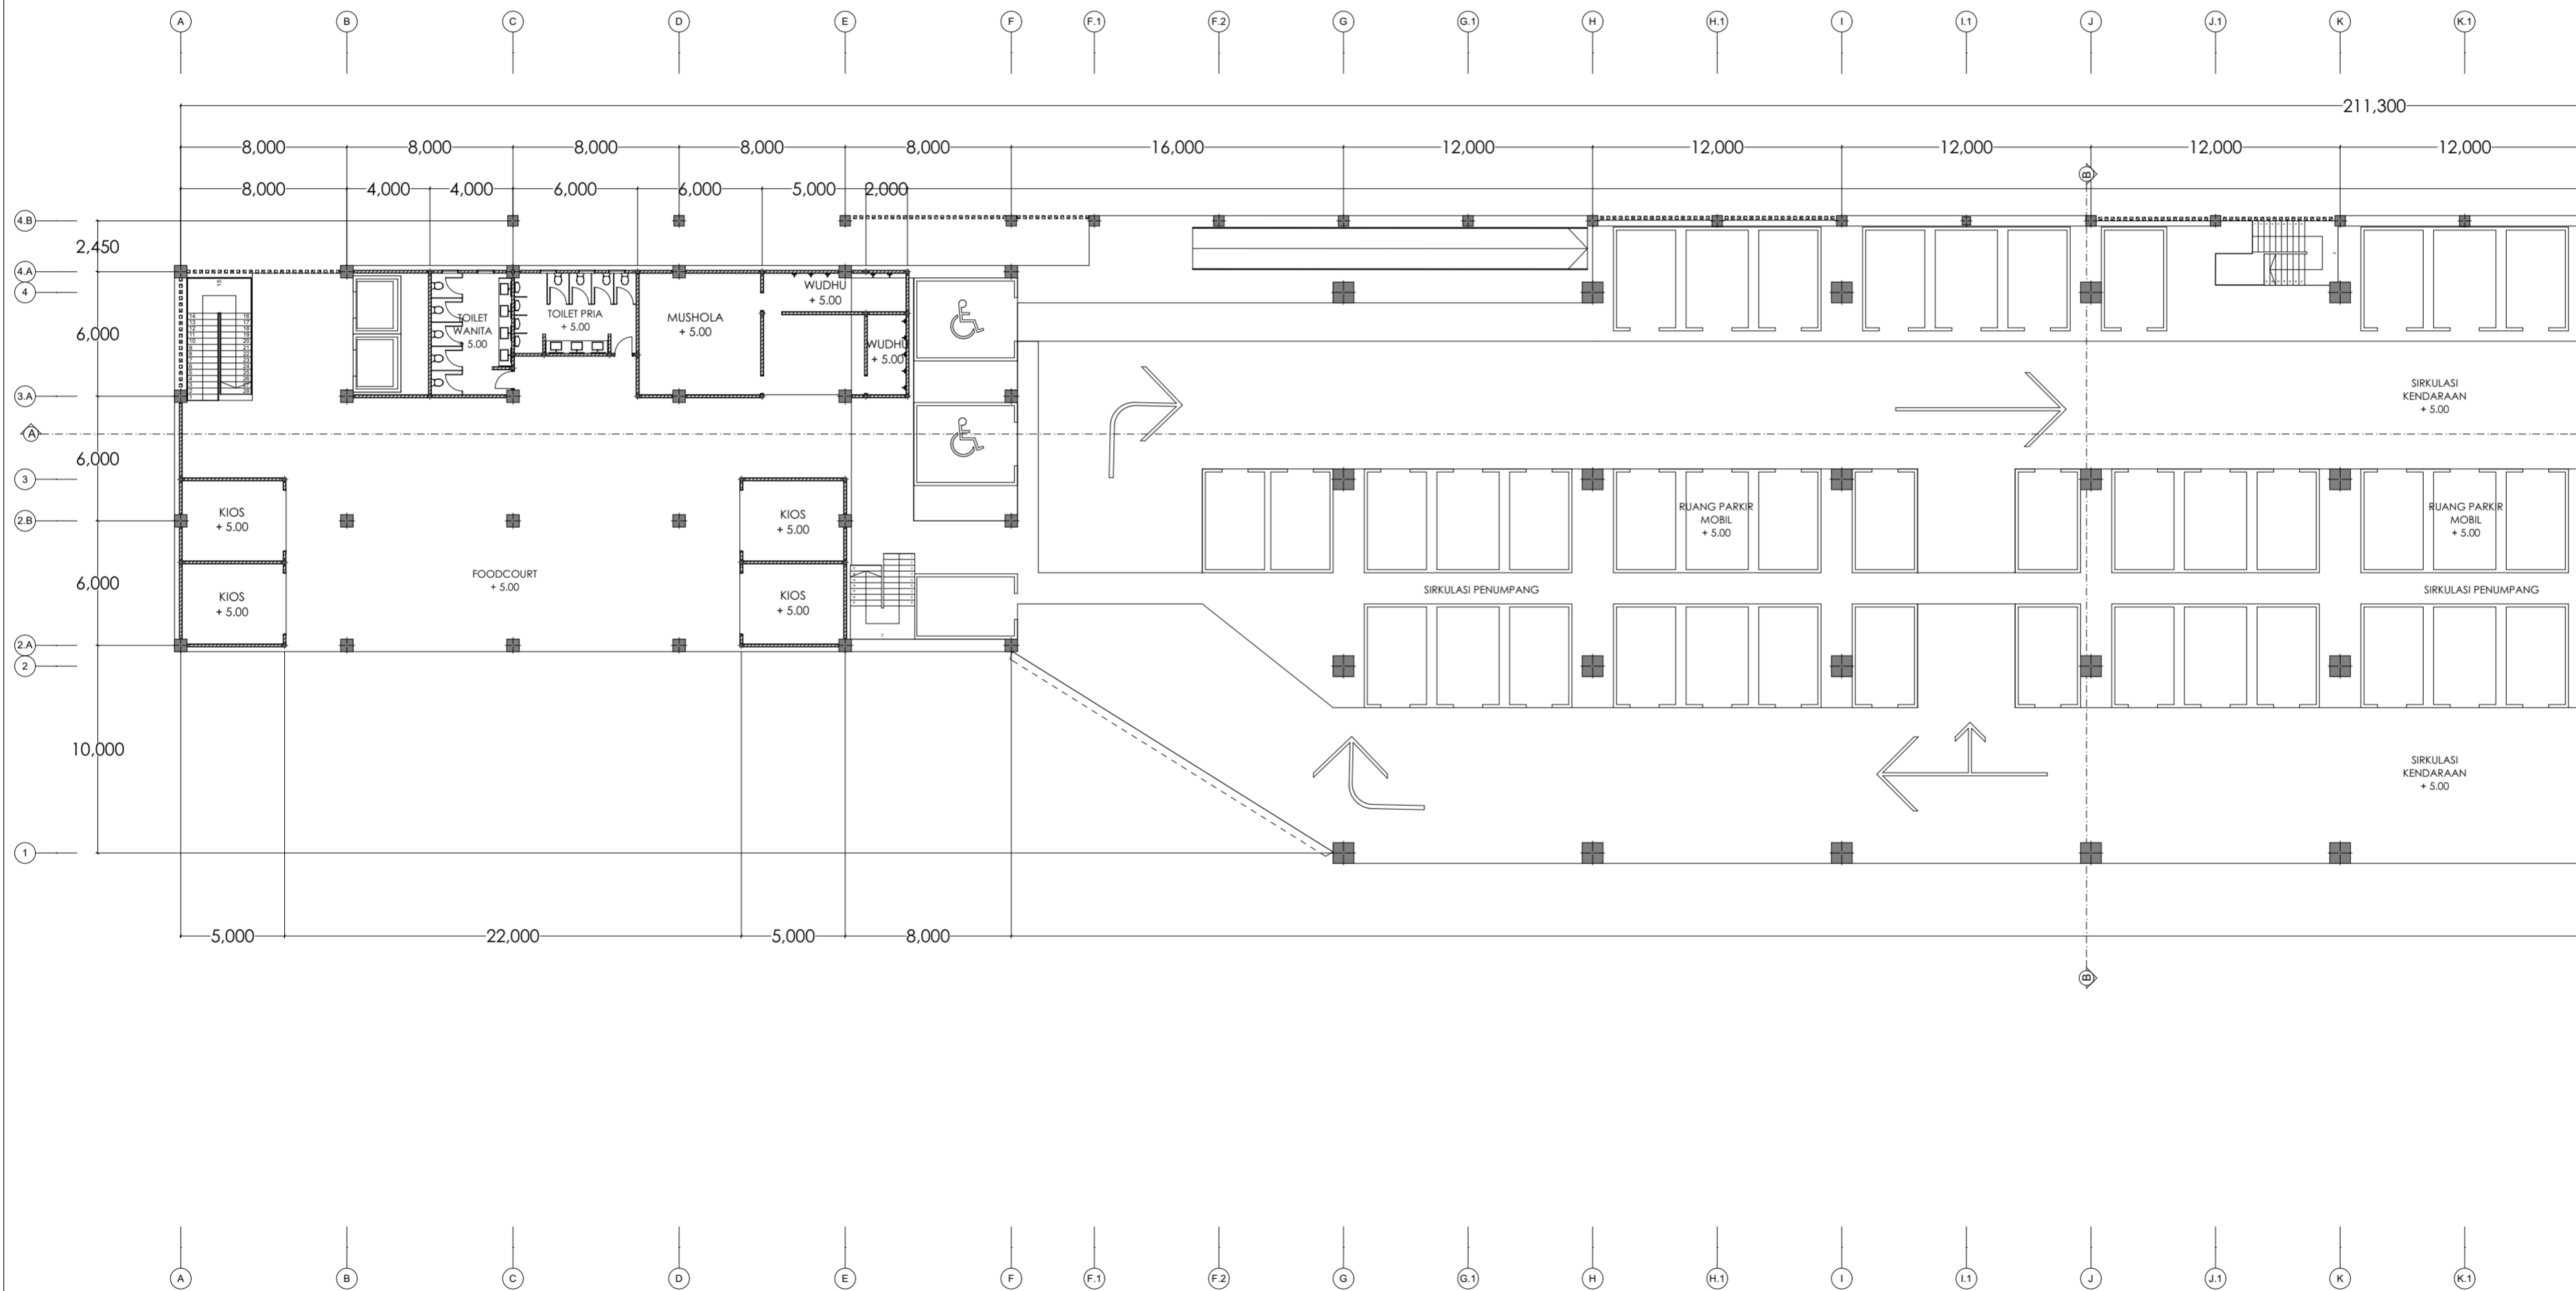 A B C D E F F.1 F.2 G G.1 H H.1 I I.1 J J.1 K K.1
211,300
8,000 8,000 8,000 8,000 8,000 16,000 12,000 12,000 12,000 12,000 12,000
8,000 4,000 4,000 6,000 6,000 5,000 2,000
B
4.B
2,450
4.A
4
6,000
3.A
A
6,000
3
2.B
6,000
2.A
2
10,000
1
TOILET
WANITA
+ 5.00
TOILET PRIA
+ 5.00
MUSHOLA
+ 5.00
WUDHU
+ 5.00
WUDHU
+ 5.00
SIRKULASI
KENDARAAN
+ 5.00
KIOS
+ 5.00
KIOS
+ 5.00
FOODCOURT
+ 5.00
KIOS
+ 5.00
KIOS
+ 5.00
RUANG PARKIR
MOBIL
+ 5.00
RUANG PARKIR
MOBIL
+ 5.00
SIRKULASI PENUMPANG
SIRKULASI PENUMPANG
SIRKULASI
KENDARAAN
+ 5.00
5,000 22,000 5,000 8,000
B
A B C D E F F.1 F.2 G G.1 H H.1 I I.1 J J.1 K K.1